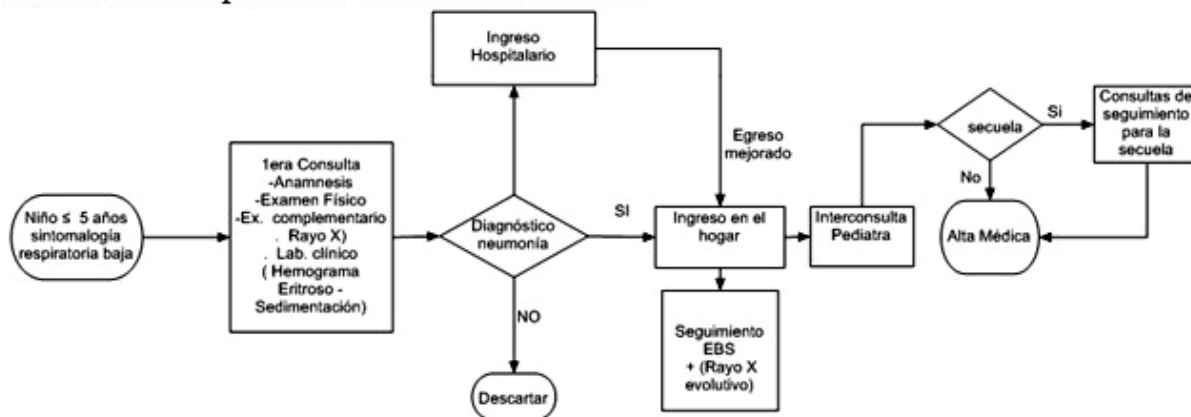 Niño ≤ 5 años
sintomalogía
respiratoria baja
1era Consulta
-Anamnesis
-Examen Físico
-Ex. complementario
. Rayo X)
. Lab. clínico
( Hemograma
Eritroso -
Sedimentación)
Diagnóstico
neumonía
Ingreso
Hospitalario
SI
NO
Descartar
Egreso
mejorado
Ingreso en el
hogar
Seguimiento
EBS
+ (Rayo X
evolutivo)
Interconsulta
Pediatra
secuela
Si
No
Consultas de
seguimiento
para la
secuela
Alta Médica